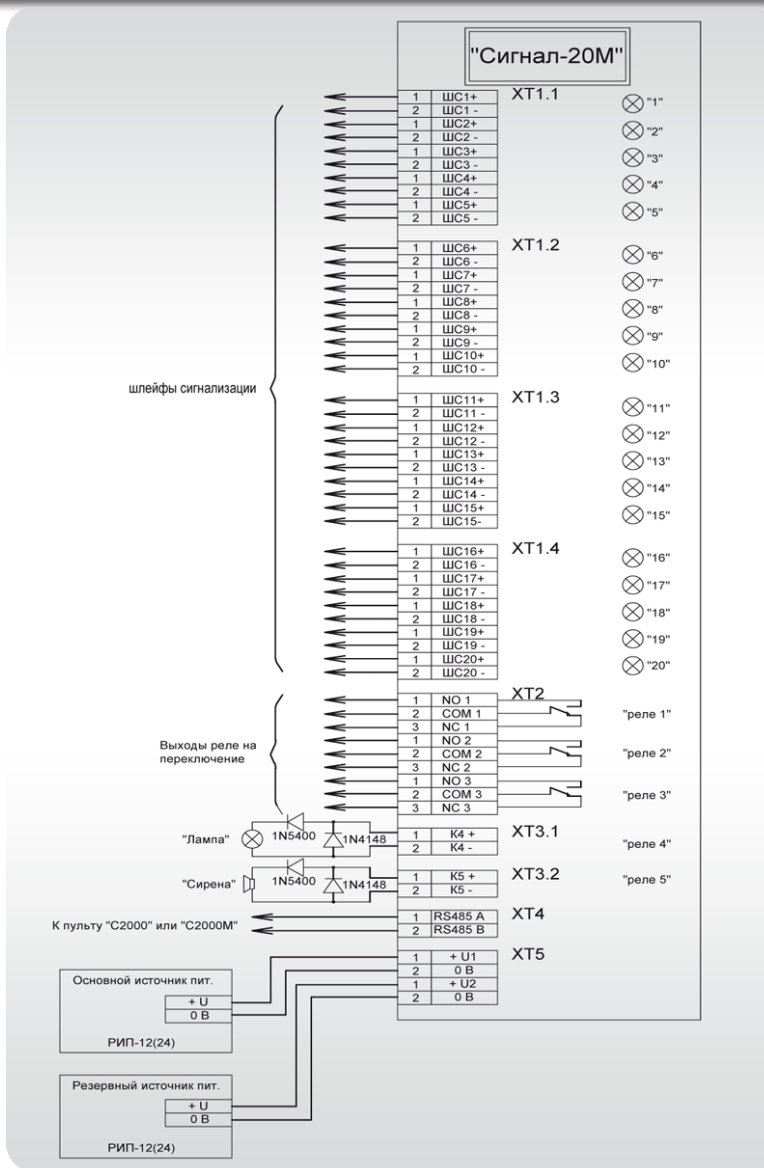 "Сигнал-20М"
XT1.1
1 ШС1+ "1"
2 ШС1 -
1 ШС2+ "2"
2 ШС2 -
1 ШС3+ "3"
2 ШС3 -
1 ШС4+ "4"
2 ШС4 -
1 ШС5+ "5"
2 ШС5 -
XT1.2
1 ШС6+ "6"
2 ШС6 -
1 ШС7+ "7"
2 ШС7 -
1 ШС8+ "8"
2 ШС8 -
1 ШС9+ "9"
2 ШС9 -
1 ШС10+ "10"
2 ШС10 -
шлейфы сигнализации
XT1.3
1 ШС11+ "11"
2 ШС11 -
1 ШС12+ "12"
2 ШС12 -
1 ШС13+ "13"
2 ШС13 -
1 ШС14+ "14"
2 ШС14 -
1 ШС15+ "15"
2 ШС15-
XT1.4
1 ШС16+ "16"
2 ШС16 -
1 ШС17+ "17"
2 ШС17 -
1 ШС18+ "18"
2 ШС18 -
1 ШС19+ "19"
2 ШС19 -
1 ШС20+ "20"
2 ШС20 -
XT2
1 NO 1
2 COM 1 "реле 1"
3 NC 1
1 NO 2
2 COM 2 "реле 2"
3 NC 2
1 NO 3
2 COM 3 "реле 3"
3 NC 3
Выходы реле на
переключение
"Лампа" 1N5400 1N4148
XT3.1
1 К4 +
2 К4 - "реле 4"
"Сирена" 1N5400 1N4148
XT3.2
1 К5 + "реле 5"
2 К5 -
К пульту "С2000" или "С2000М"
XT4
1 RS485 A
2 RS485 B
XT5
1 + U1
2 0 В
1 + U2
2 0 В
Основной источник пит.
+ U
0 В
РИП-12(24)
Резервный источник пит.
+ U
0 В
РИП-12(24)